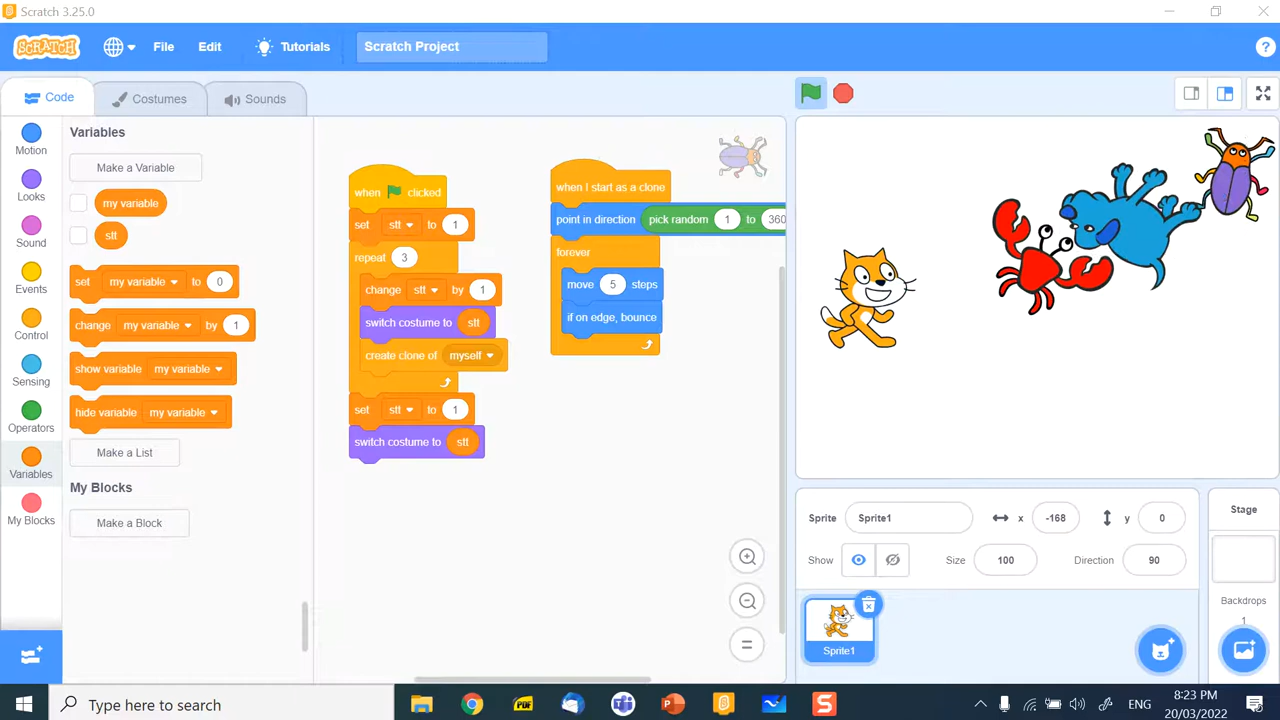 Scratch 3.25.0
SCRATCH
File
Edit
Tutorials
Scratch Project
?
Code
Costumes
Sounds
Motion
Looks
Sound
Events
Control
Sensing
Operators
Variables
My Blocks
Variables
Make a Variable
my variable
stt
set my variable to 0
change my variable by 1
show variable my variable
hide variable my variable
Make a List
My Blocks
Make a Block
when clicked
set stt to 1
repeat 3
change stt by 1
switch costume to stt
create clone of myself
set stt to 1
switch costume to stt
when I start as a clone
point in direction pick random 1 to 360
forever
move 5 steps
if on edge, bounce
Sprite Sprite1 x -168 y 0
Show Size 100 Direction 90
Sprite1
Stage
Backdrops
1
Type here to search
PDF
ENG
8:23 PM
20/03/2022